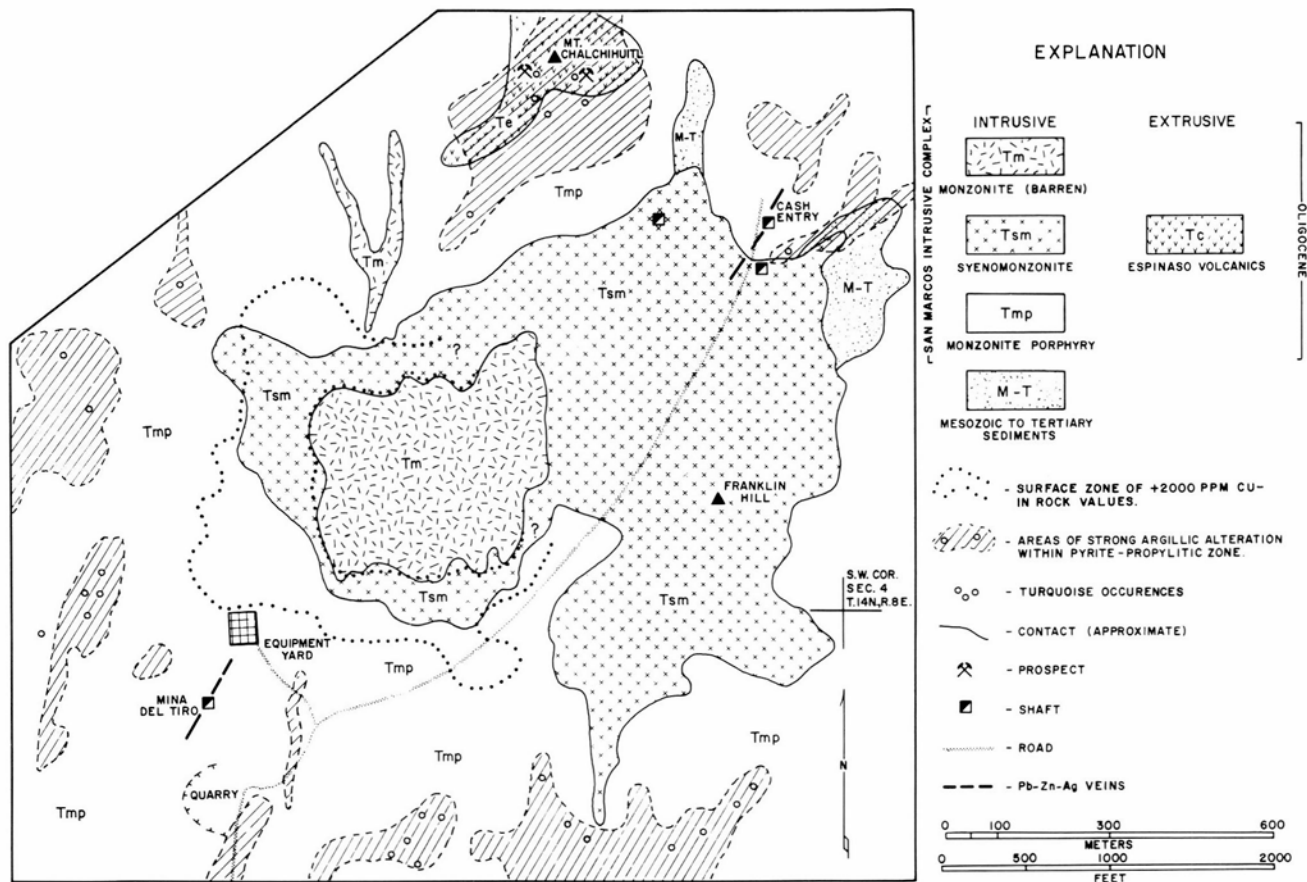 MT.
CHALCHIHUITL
Te
M-T
Tmp
CASH
ENTRY
Tm
Tsm
M-T
?
Tsm
Tmp
Tm
FRANKLIN
HILL
?
S.W. COR.
SEC. 4
T.14N.,R.8E.
Tsm
Tsm
EQUIPMENT
YARD
Tmp
MINA
DEL TIRO
Tmp
Tmp
N
QUARRY
Tmp
EXPLANATION
SAN MARCOS INTRUSIVE COMPLEX
INTRUSIVE
EXTRUSIVE
OLIGOCENE
Tm
MONZONITE (BARREN)
Tsm
SYENOMONZONITE
Tc
ESPINASO VOLCANICS
Tmp
MONZONITE PORPHYRY
M-T
MESOZOIC TO TERTIARY
SEDIMENTS
- SURFACE ZONE OF +2000 PPM CU-
IN ROCK VALUES.
- AREAS OF STRONG ARGILLIC ALTERATION
WITHIN PYRITE-PROPYLITIC ZONE.
- TURQUOISE OCCURENCES
- CONTACT (APPROXIMATE)
- PROSPECT
- SHAFT
- ROAD
- Pb-Zn-Ag VEINS
0 100 300 600
METERS
0 500 1000 2000
FEET